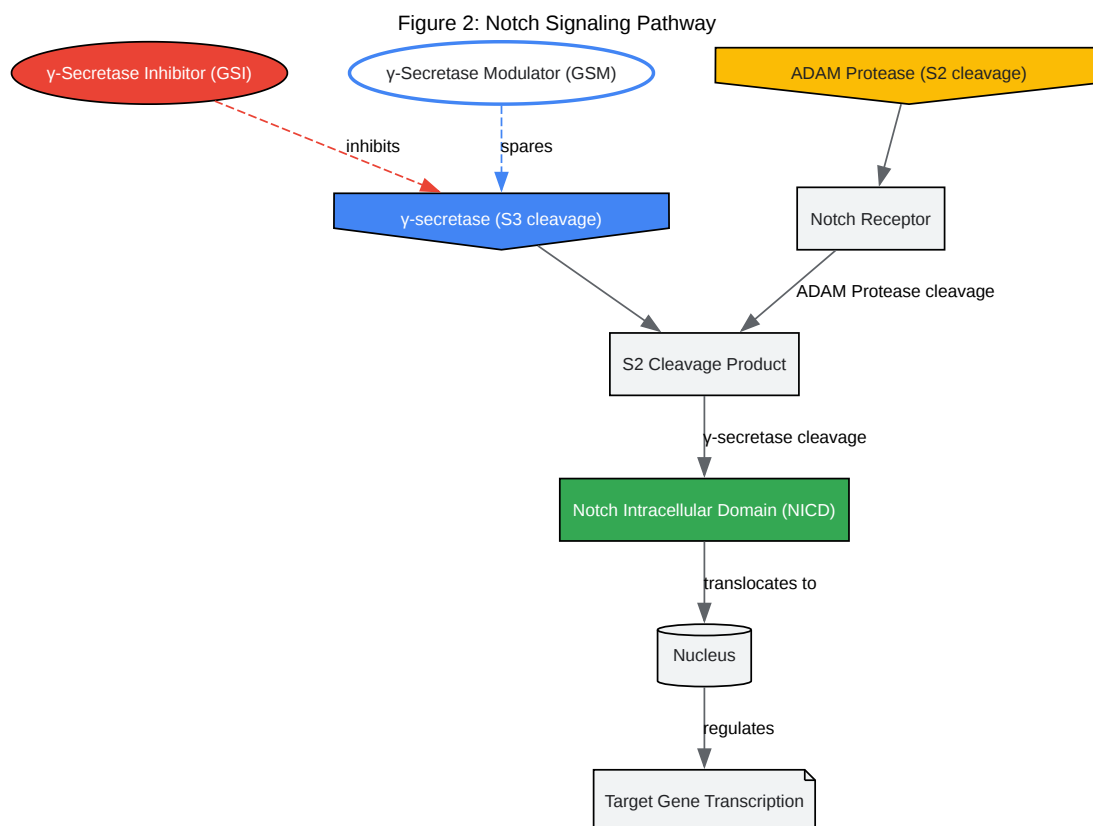 Figure 2: Notch Signaling Pathway
γ-Secretase Inhibitor (GSI)
γ-Secretase Modulator (GSM)
ADAM Protease (S2 cleavage)
inhibits
spares
γ-secretase (S3 cleavage)
Notch Receptor
ADAM Protease cleavage
S2 Cleavage Product
γ-secretase cleavage
Notch Intracellular Domain (NICD)
translocates to
Nucleus
regulates
Target Gene Transcription